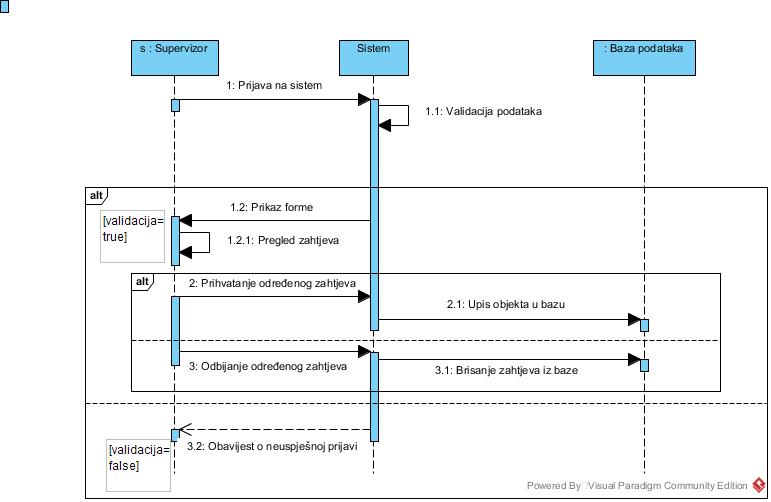 s : Supervizor
Sistem
: Baza podataka
1: Prijava na sistem
1.1: Validacija podataka
alt
1.2: Prikaz forme
[validacija=
true]
1.2.1: Pregled zahtjeva
alt
2: Prihvatanje određenog zahtjeva
2.1: Upis objekta u bazu
3: Odbijanje određenog zahtjeva
3.1: Brisanje zahtjeva iz baze
3.2: Obavijest o neuspješnoj prijavi
[validacija=
false]
Powered By Visual Paradigm Community Edition